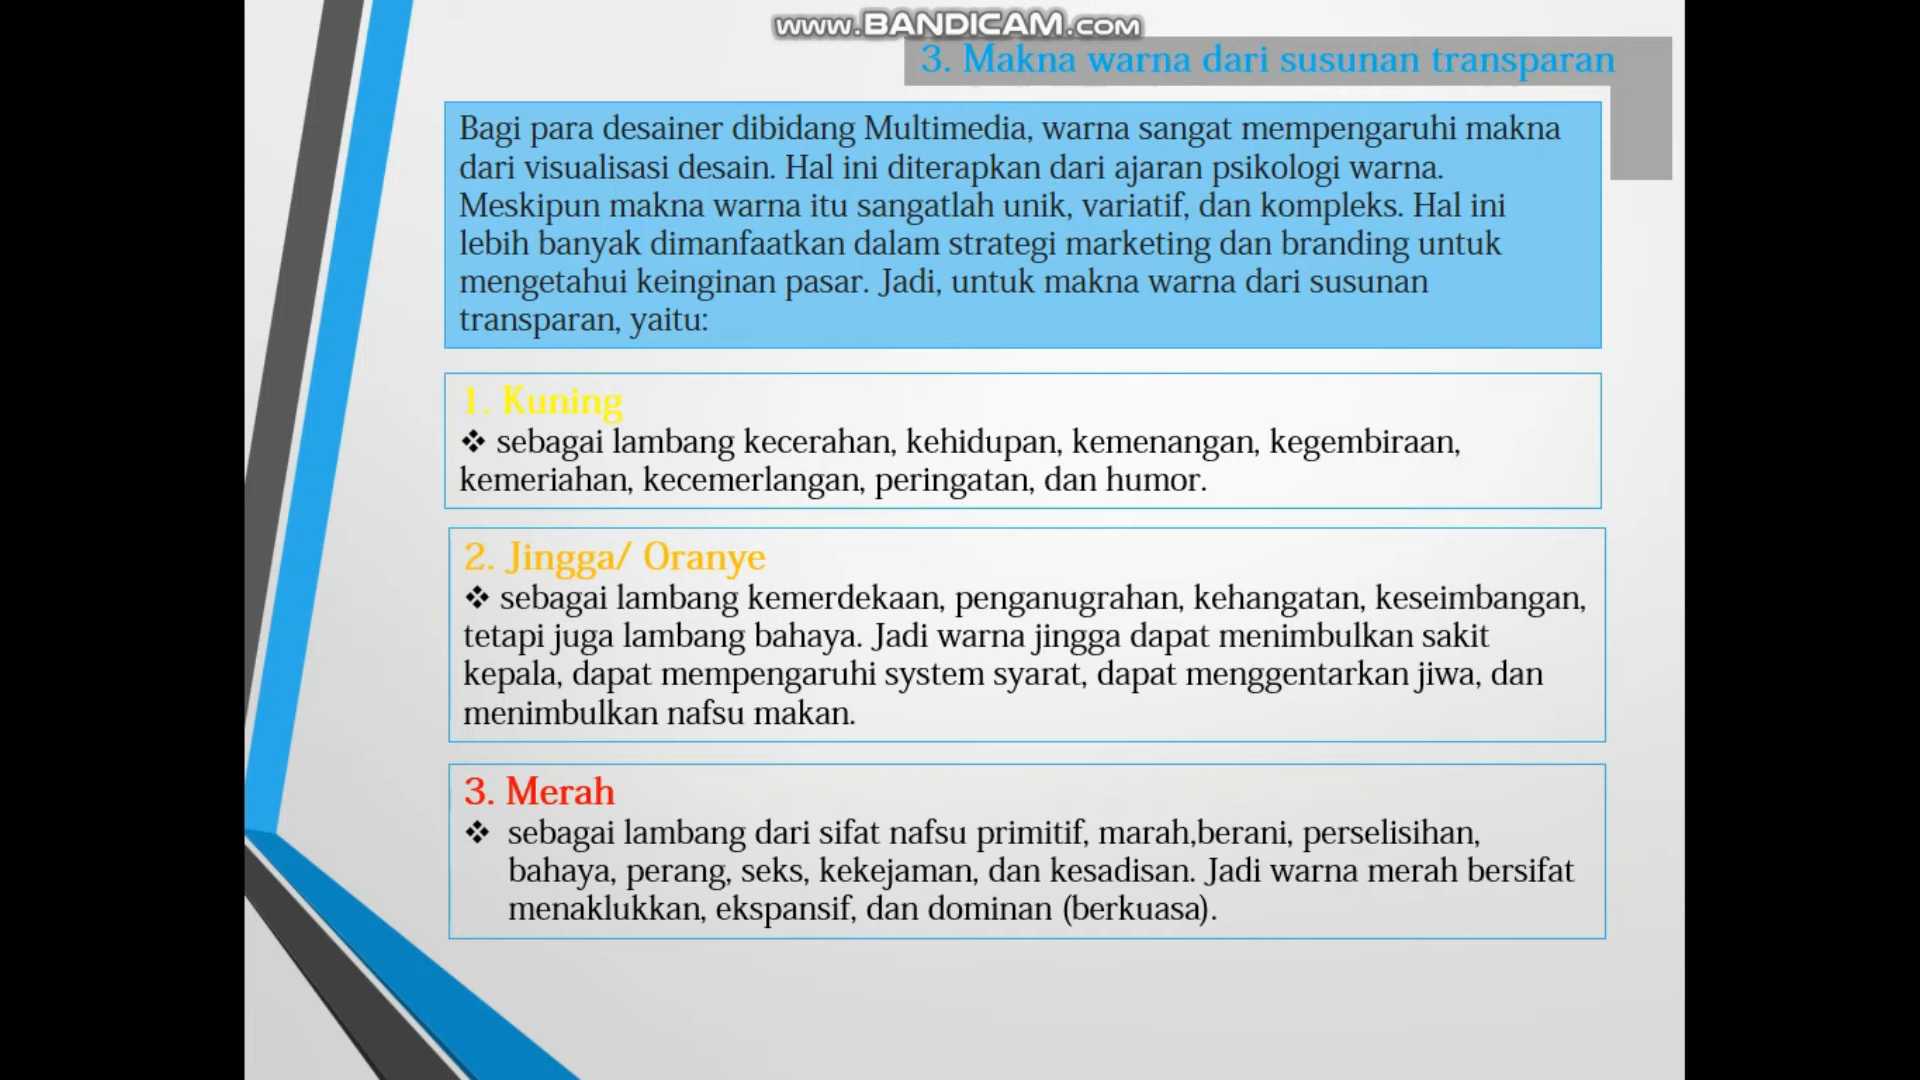 www.BANDICAM.com
3. Makna warna dari susunan transparan
Bagi para desainer dibidang Multimedia, warna sangat mempengaruhi makna
dari visualisasi desain. Hal ini diterapkan dari ajaran psikologi warna.
Meskipun makna warna itu sangatlah unik, variatif, dan kompleks. Hal ini
lebih banyak dimanfaatkan dalam strategi marketing dan branding untuk
mengetahui keinginan pasar. Jadi, untuk makna warna dari susunan
transparan, yaitu:
1. Kuning
❖ sebagai lambang kecerahan, kehidupan, kemenangan, kegembiraan,
kemeriahan, kecemerlangan, peringatan, dan humor.
2. Jingga/ Oranye
❖ sebagai lambang kemerdekaan, penganugrahan, kehangatan, keseimbangan,
tetapi juga lambang bahaya. Jadi warna jingga dapat menimbulkan sakit
kepala, dapat mempengaruhi system syarat, dapat menggentarkan jiwa, dan
menimbulkan nafsu makan.
3. Merah
❖ sebagai lambang dari sifat nafsu primitif, marah,berani, perselisihan,
bahaya, perang, seks, kekejaman, dan kesadisan. Jadi warna merah bersifat
menaklukkan, ekspansif, dan dominan (berkuasa).